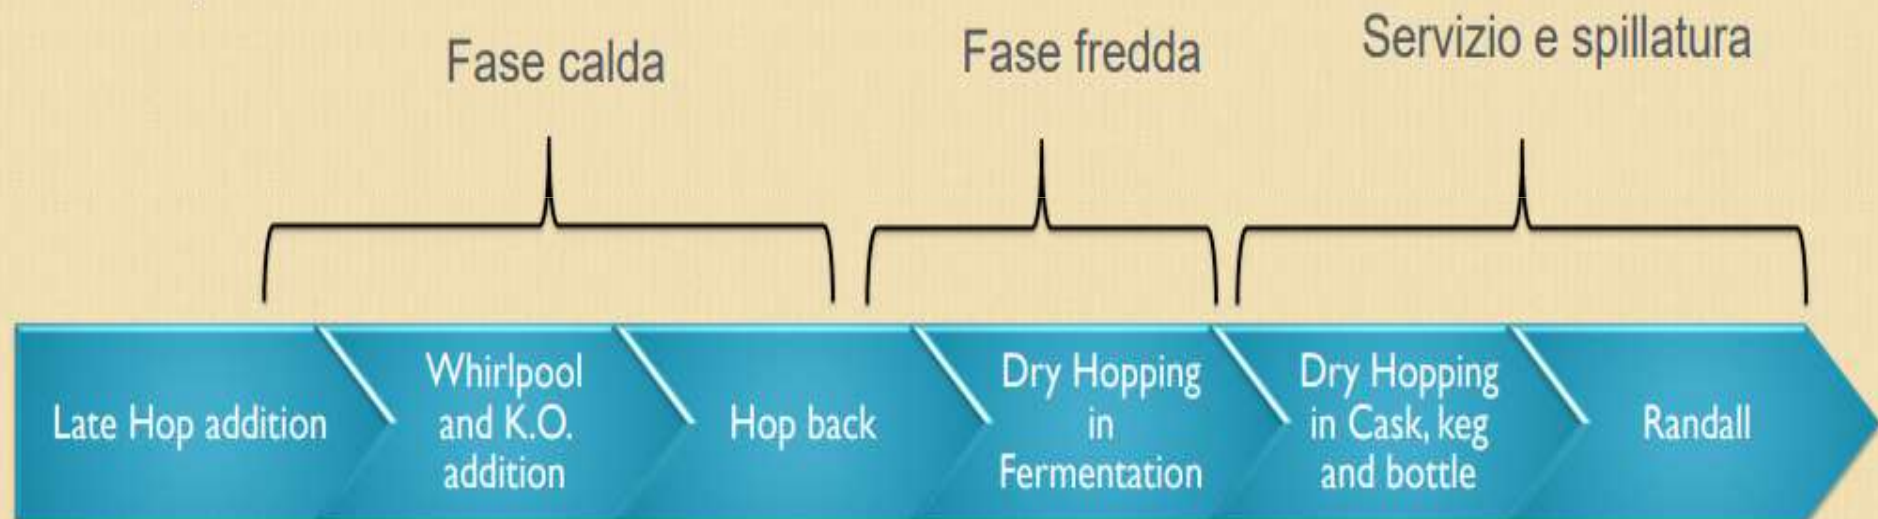 Fase calda
Fase fredda
Servizio e spillatura
Late Hop addition
Whirlpool
and K.O.
addition
Hop back
Dry Hopping
in
Fermentation
Dry Hopping
in Cask, keg
and bottle
Randall